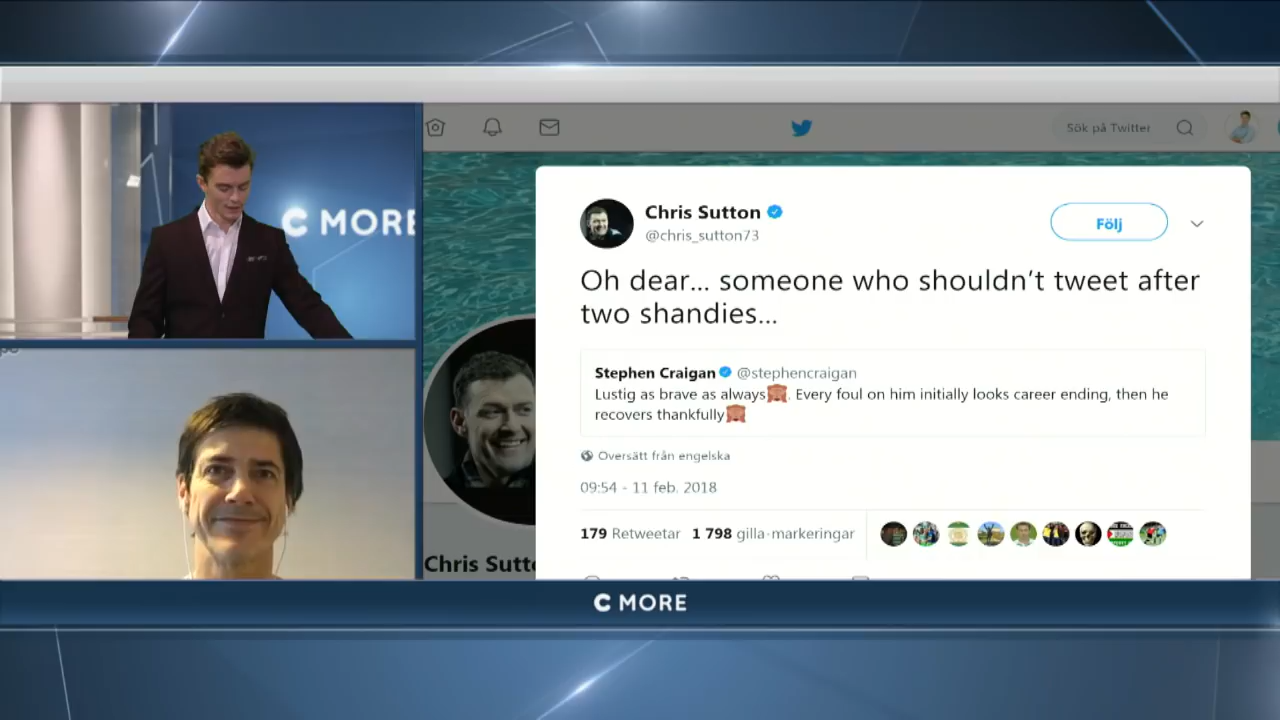 C MORE
Sök på Twitter
Chris Sutton
@chris_sutton73
Följ
Oh dear... someone who shouldn't tweet after
two shandies...
Stephen Craigan @stephencraigan
Lustig as brave as always🙈. Every foul on him initially looks career ending, then he
recovers thankfully🙈
Översätt från engelska
09:54 - 11 feb. 2018
179 Retweetar 1 798 gilla-markeringar
Chris Sutto
C MORE